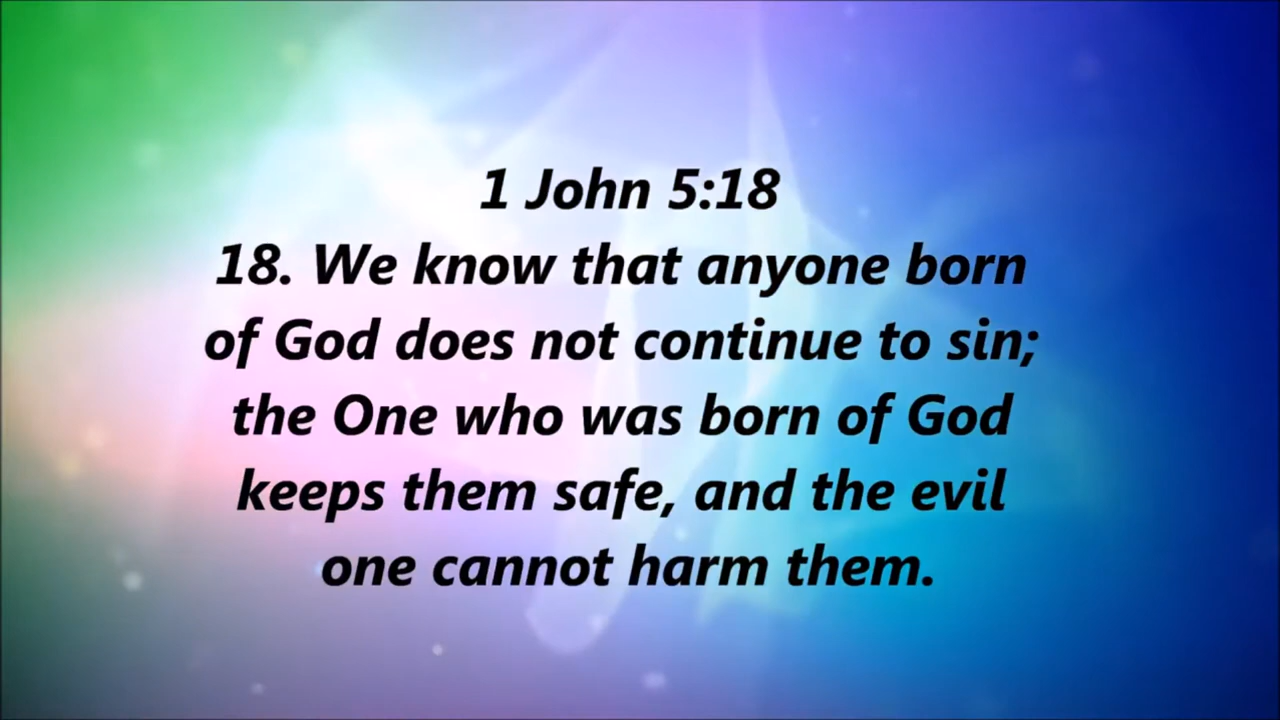 1 John 5:18
18. We know that anyone born
of God does not continue to sin;
the One who was born of God
keeps them safe, and the evil
one cannot harm them.